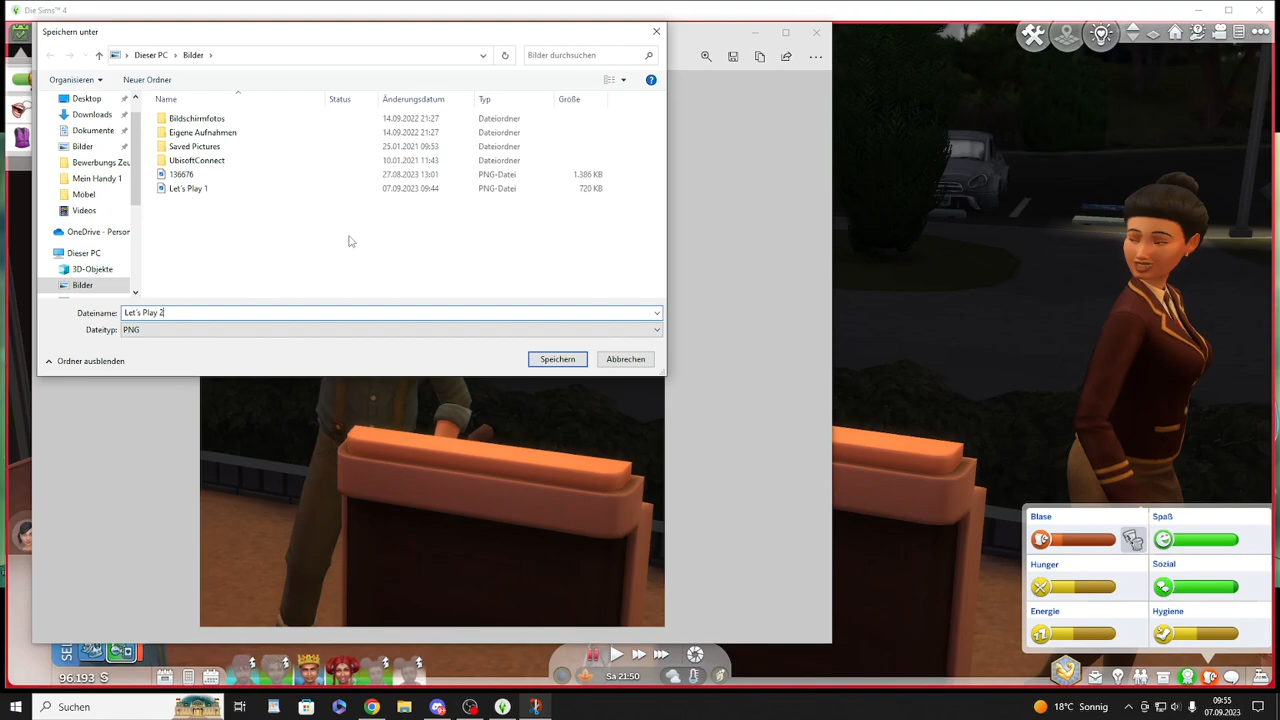 Die Sims™ 4
Speichern unter
Dieser PC
Bilder
Bilder durchsuchen
Organisieren
Neuer Ordner
Name
Status
Änderungsdatum
Typ
Größe
Desktop
Downloads
Dokumente
Bilder
Bewerbungs Zeu
Mein Handy 1
Möbel
Videos
OneDrive - Person
Dieser PC
3D-Objekte
Bilder
Bildschirmfotos 14.09.2022 21:27 Dateiordner
Eigene Aufnahmen 14.09.2022 21:27 Dateiordner
Saved Pictures 25.01.2021 09:53 Dateiordner
UbisoftConnect 10.01.2021 11:43 Dateiordner
136676 27.08.2023 13:01 PNG-Datei 1.386 KB
Let´s Play 1 07.09.2023 09:44 PNG-Datei 720 KB
Dateiname: Let´s Play 2
Dateityp: PNG
Ordner ausblenden
Speichern
Abbrechen
Blase
Spaß
Hunger
Sozial
Energie
Hygiene
96.193 S
Sa 21:50
Suchen
18°C Sonnig
09:55
07.09.2023